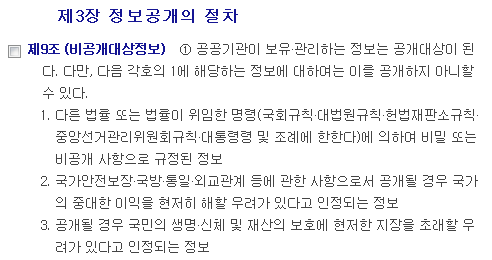 제3장 정보공개의 절차
제9조 (비공개대상정보) ① 공공기관이 보유·관리하는 정보는 공개대상이 된
다. 다만, 다음 각호의 1에 해당하는 정보에 대하여는 이를 공개하지 아니할
수 있다.
1. 다른 법률 또는 법률이 위임한 명령(국회규칙·대법원규칙·헌법재판소규칙·
중앙선거관리위원회규칙·대통령령 및 조례에 한한다)에 의하여 비밀 또는
비공개 사항으로 규정된 정보
2. 국가안전보장·국방·통일·외교관계 등에 관한 사항으로서 공개될 경우 국가
의 중대한 이익을 현저히 해할 우려가 있다고 인정되는 정보
3. 공개될 경우 국민의 생명·신체 및 재산의 보호에 현저한 지장을 초래할 우
려가 있다고 인정되는 정보